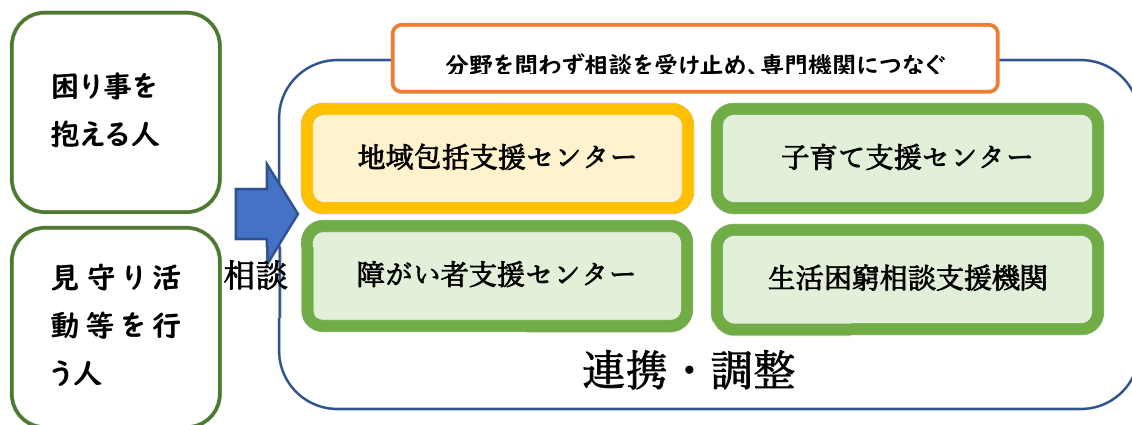 困り事を
抱える人
見守り活
動等を行
う人
相談
分野を問わず相談を受け止め、専門機関につなぐ
地域包括支援センター
子育て支援センター
障がい者支援センター
生活困窮相談支援機関
連携・調整